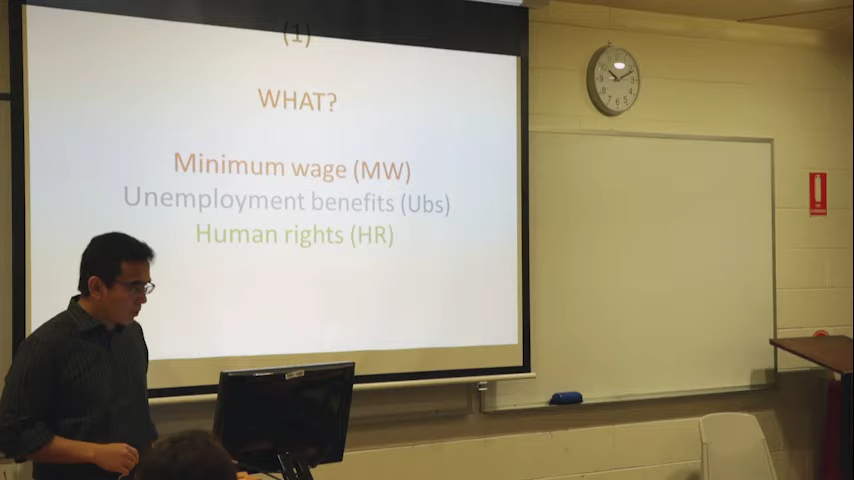 (1)
WHAT?
Minimum wage (MW)
Unemployment benefits (Ubs)
Human rights (HR)